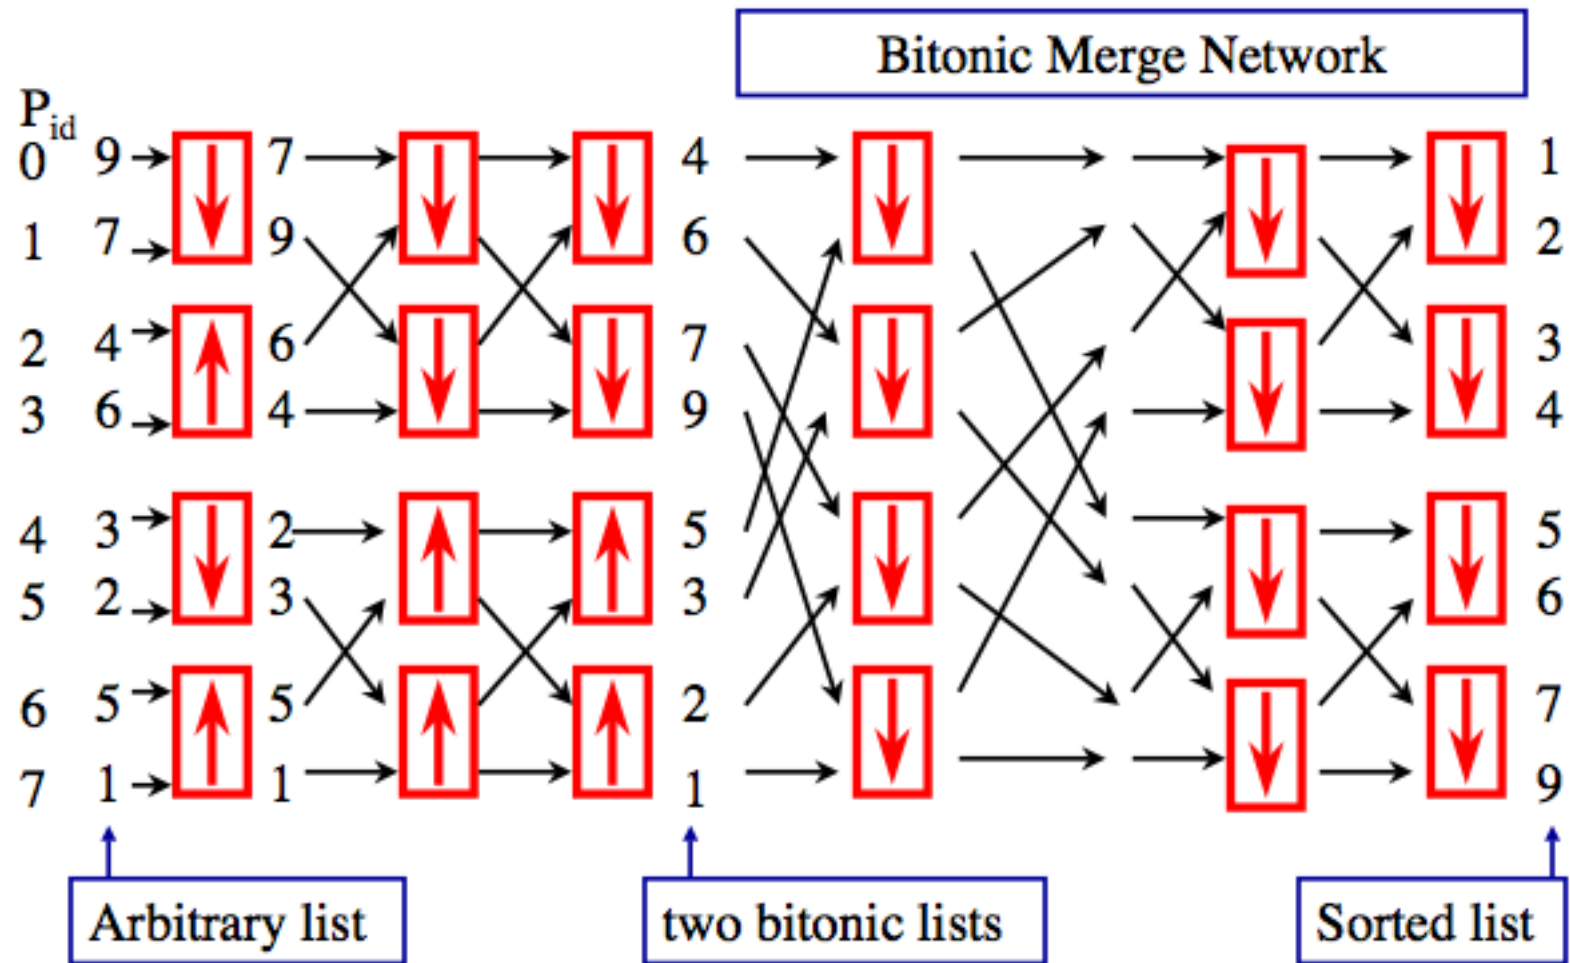 Bitonic Merge Network
Pid
0 9 7 4 1
1 7 9 6 2
2 4 6 7 3
3 6 4 9 4
4 3 2 5 5
5 2 3 3 6
6 5 5 2 7
7 1 1 1 9
Arbitrary list two bitonic lists Sorted list